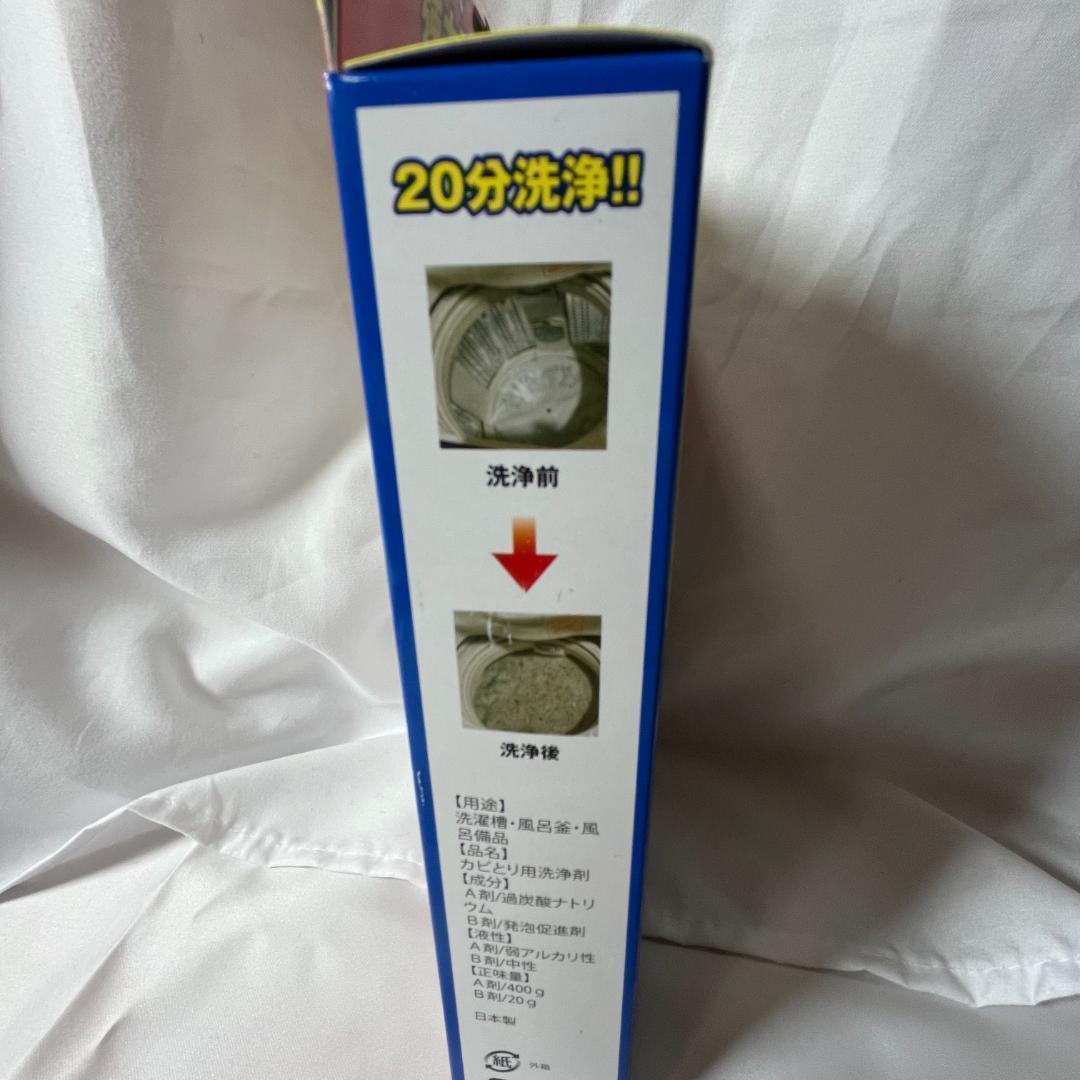 20分洗浄!!
洗浄前
洗浄後
【用途】
洗濯槽・風呂釜・風
呂備品
【品名】
カビとり用洗浄剤
【成分】
A剤/過炭酸ナトリ
ウム
B剤/発泡促進剤
【液性】
A剤/弱アルカリ性
B剤/中性
【正味量】
A剤/400g
B剤/20g
日本製
紙 外箱